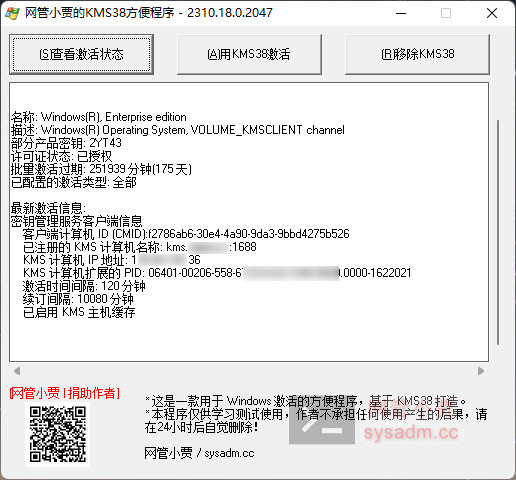 网管小贾的KMS38方便程序 - 2310.18.0.2047
(S)查看激活状态
(A)用KMS38激活
(R)移除KMS38
名称: Windows(R), Enterprise edition
描述: Windows(R) Operating System, VOLUME_KMSCLIENT channel
部分产品密钥: 2YT43
许可证状态: 已授权
批量激活过期: 251939 分钟(175 天)
已配置的激活类型: 全部
最新激活信息:
密钥管理服务客户端信息
客户端计算机 ID (CMID):f2786ab6-30e4-4a90-9da3-9bbd4275b526
已注册的 KMS 计算机名称: kms. :1688
KMS 计算机 IP 地址: 1 36
KMS 计算机扩展的 PID: 06401-00206-558-6 .0000-1622021
激活时间间隔: 120 分钟
续订间隔: 10080 分钟
已启用 KMS 主机缓存
[网管小贾 | 捐助作者]
*这是一款用于 Windows 激活的方便程序，基于 KMS38 打造。
*本程序仅供学习测试使用，作者不承担任何使用产生的后果，请
在24小时后自觉删除！
网管小贾 / sysadm.cc
sysadm.cc